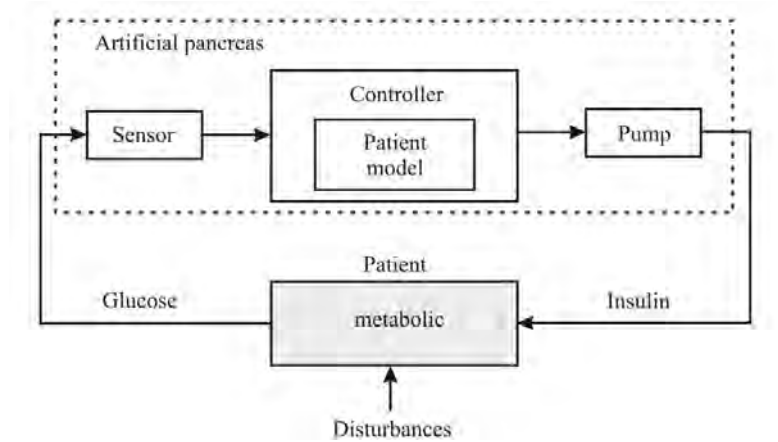 Artificial pancreas
Controller
Sensor
Patient
model
Pump
Patient
Glucose
metabolic
Insulin
Disturbances